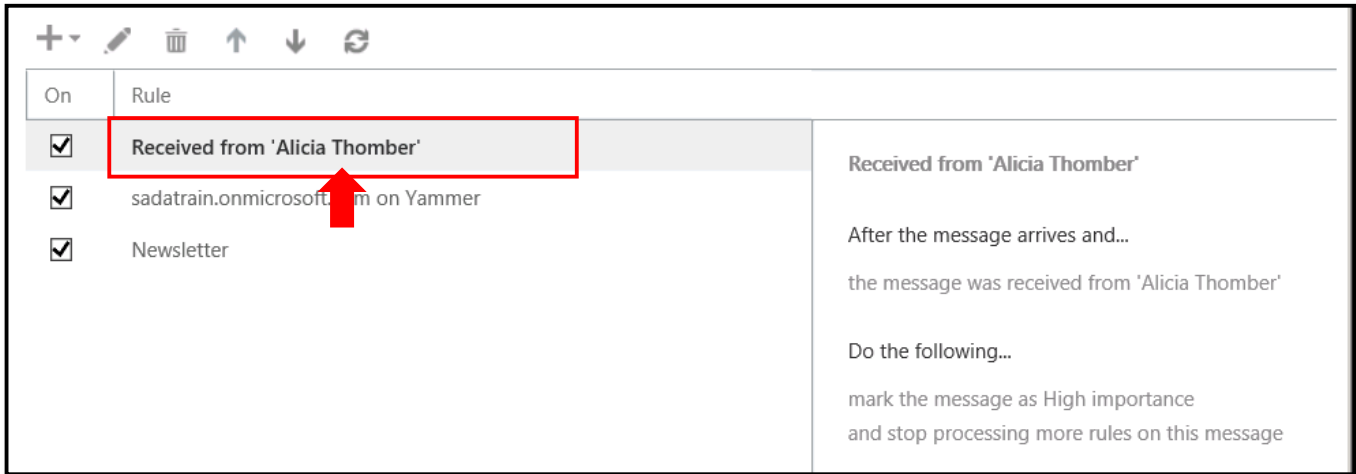 On Rule
Received from 'Alicia Thomber'
sadatrain.onmicrosoft. m on Yammer
Newsletter
Received from 'Alicia Thomber'
After the message arrives and...
the message was received from 'Alicia Thomber'
Do the following...
mark the message as High importance
and stop processing more rules on this message